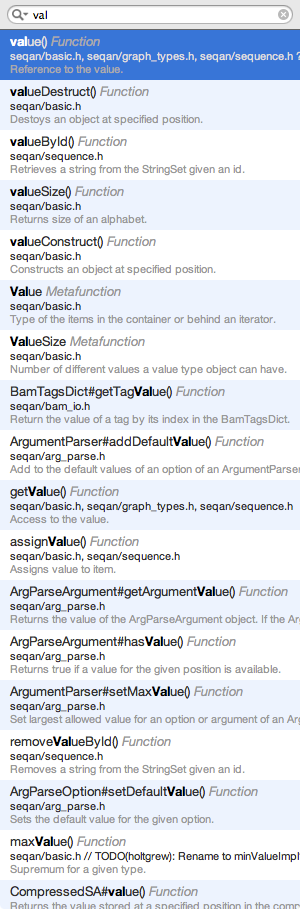 val
value() Function
seqan/basic.h, seqan/graph_types.h, seqan/sequence.h ?
Reference to the value.
valueDestruct() Function
seqan/basic.h
Destoys an object at specified position.
valueById() Function
seqan/sequence.h
Retrieves a string from the StringSet given an id.
valueSize() Function
seqan/basic.h
Returns size of an alphabet.
valueConstruct() Function
seqan/basic.h
Constructs an object at specified position.
Value Metafunction
seqan/basic.h
Type of the items in the container or behind an iterator.
ValueSize Metafunction
seqan/basic.h
Number of different values a value type object can have.
BamTagsDict#getTagValue() Function
seqan/bam_io.h
Return the value of a tag by its index in the BamTagsDict.
ArgumentParser#addDefaultValue() Function
seqan/arg_parse.h
Add to the default values of an option of an ArgumentParser
getValue() Function
seqan/basic.h, seqan/graph_types.h, seqan/sequence.h
Access to the value.
assignValue() Function
seqan/basic.h, seqan/sequence.h
Assigns value to item.
ArgParseArgument#getArgumentValue() Function
seqan/arg_parse.h
Returns the value of the ArgParseArgument object. If the Ar
ArgParseArgument#hasValue() Function
seqan/arg_parse.h
Returns true if a value for the given position is available.
ArgumentParser#setMaxValue() Function
seqan/arg_parse.h
Set largest allowed value for an option or argument of an Arg
removeValueById() Function
seqan/sequence.h
Removes a string from the StringSet given an id.
ArgParseOption#setDefaultValue() Function
seqan/arg_parse.h
Sets the default value for the given option.
maxValue() Function
seqan/basic.h // TODO(holtgrew): Rename to minValueImpl
Supremum for a given type.
CompressedSA#value() Function
Returns the value stored at a specified position in the compr